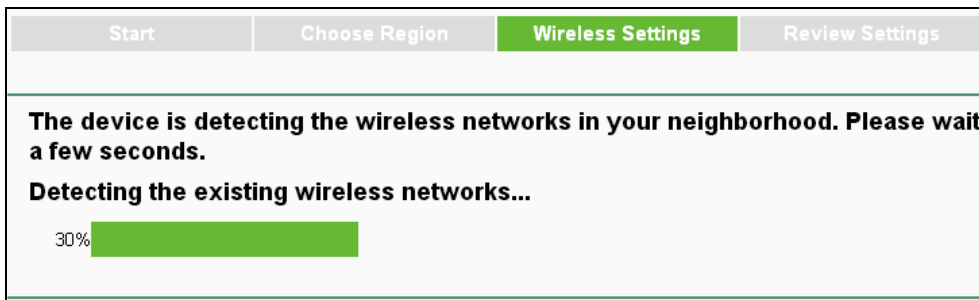 Start Choose Region Wireless Settings Review Settings
The device is detecting the wireless networks in your neighborhood. Please wait
a few seconds.
Detecting the existing wireless networks...
30%